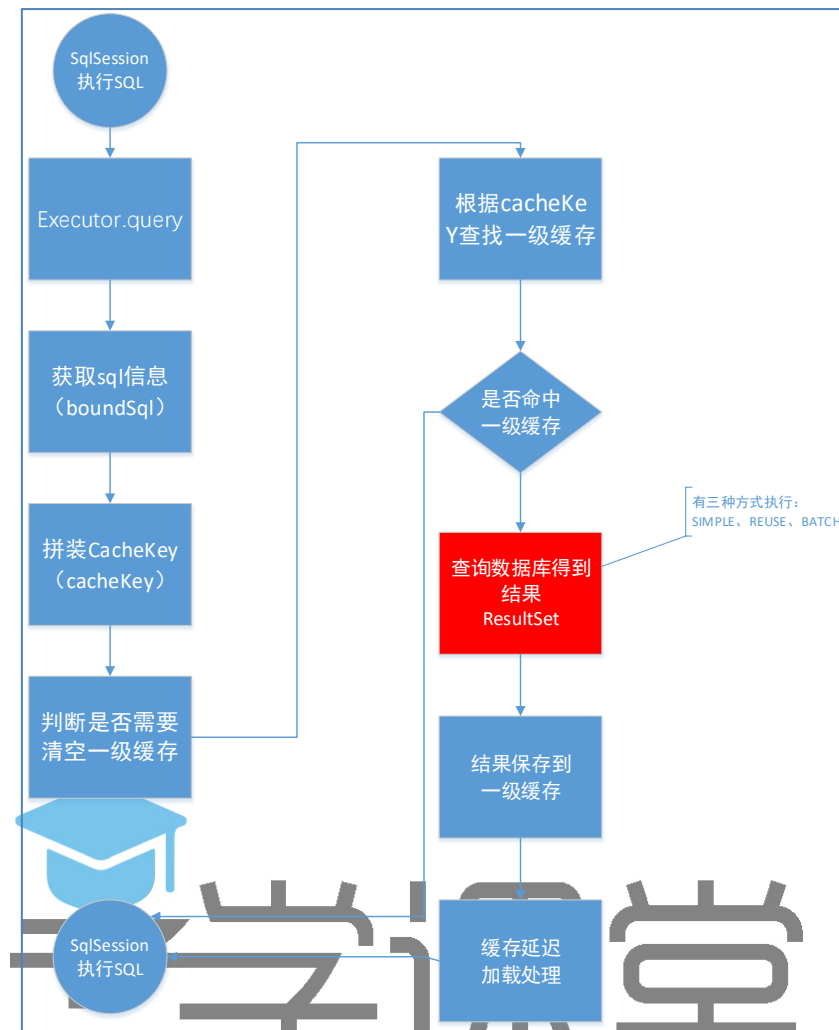 SqlSession
执行SQL
Executor.query
获取sql信息
（boundSql）
拼装CacheKey
（cacheKey）
判断是否需要
清空一级缓存
SqlSession
执行SQL
根据cacheKe
Y查找一级缓存
是否命中
一级缓存
查询数据库得到
结果
ResultSet
有三种方式执行：
SIMPLE、REUSE、BATCH
结果保存到
一级缓存
缓存延迟
加载处理